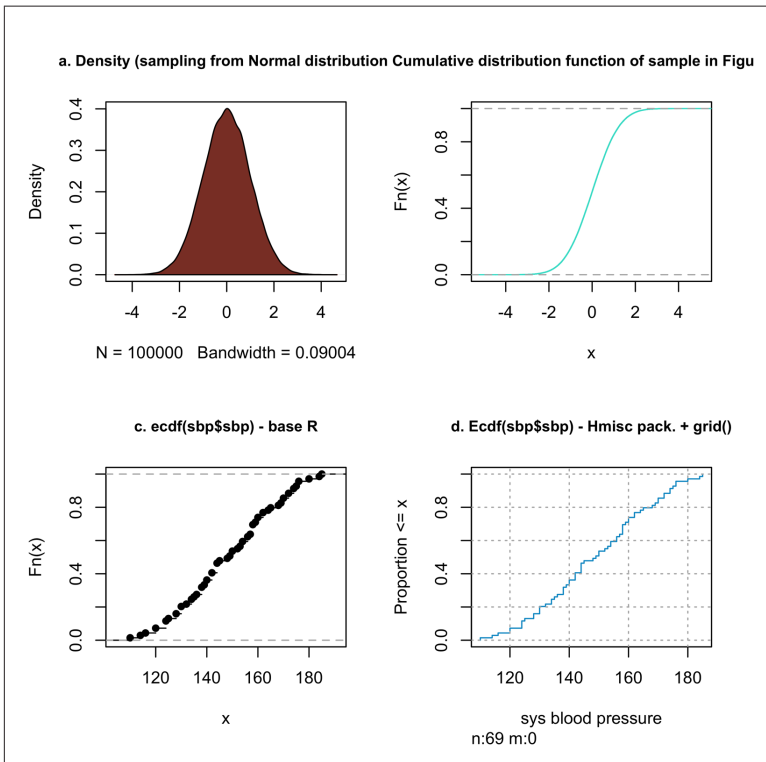 a. Density (sampling from Normal distribution Cumulative distribution function of sample in Figu
Density
0.0 0.1 0.2 0.3 0.4
-4 -2 0 2 4
N = 100000 Bandwidth = 0.09004
Fn(x)
0.0 0.4 0.8
-4 -2 0 2 4
x
c. ecdf(sbp$sbp) - base R
Fn(x)
0.0 0.4 0.8
120 140 160 180
x
d. Ecdf(sbp$sbp) - Hmisc pack. + grid()
Proportion <= x
0.0 0.4 0.8
120 140 160 180
sys blood pressure
n:69 m:0